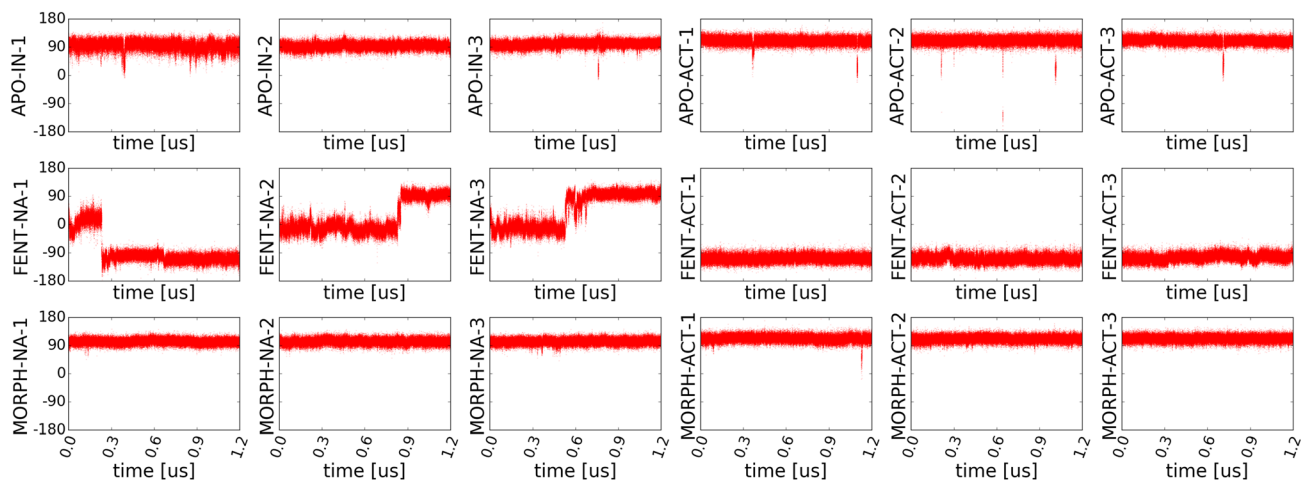 180
90
0
-90
-180
APO-IN-1
time [us]
APO-IN-2
time [us]
APO-IN-3
time [us]
APO-ACT-1
time [us]
APO-ACT-2
time [us]
APO-ACT-3
time [us]
180
90
0
-90
-180
FENT-NA-1
time [us]
FENT-NA-2
time [us]
FENT-NA-3
time [us]
FENT-ACT-1
time [us]
FENT-ACT-2
time [us]
FENT-ACT-3
time [us]
180
90
0
-90
-180
MORPH-NA-1
0.0 0.3 0.6 0.9 1.2
time [us]
MORPH-NA-2
0.0 0.3 0.6 0.9 1.2
time [us]
MORPH-NA-3
0.0 0.3 0.6 0.9 1.2
time [us]
MORPH-ACT-1
0.0 0.3 0.6 0.9 1.2
time [us]
MORPH-ACT-2
0.0 0.3 0.6 0.9 1.2
time [us]
MORPH-ACT-3
0.0 0.3 0.6 0.9 1.2
time [us]